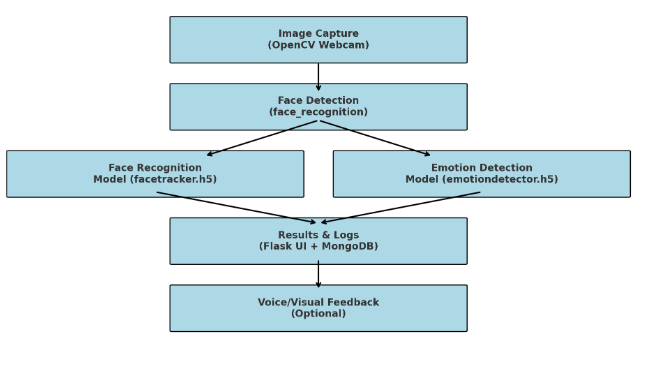 Image Capture
(OpenCV Webcam)
Face Detection
(face_recognition)
Face Recognition
Model (facetracker.h5)
Emotion Detection
Model (emotiondetector.h5)
Results & Logs
(Flask UI + MongoDB)
Voice/Visual Feedback
(Optional)